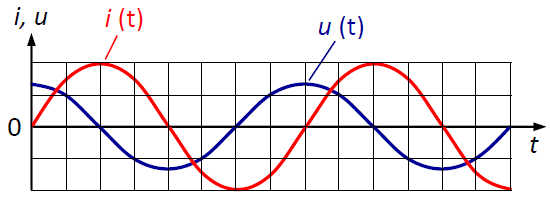 i, u
i (t)
u (t)
0
t